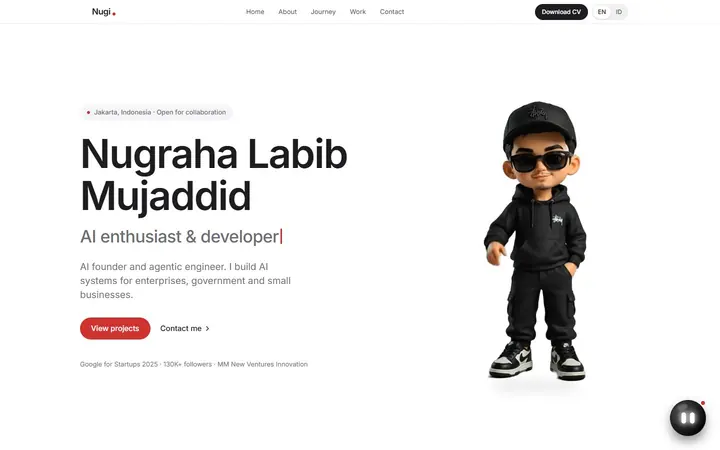 Nugi.
Home About Journey Work Contact
Download CV
EN ID
Jakarta, Indonesia · Open for collaboration
Nugraha Labib
Mujaddid
AI enthusiast & developer
AI founder and agentic engineer. I build AI
systems for enterprises, government and small
businesses.
View projects
Contact me
Google for Startups 2025 · 130K+ followers · MM New Ventures Innovation